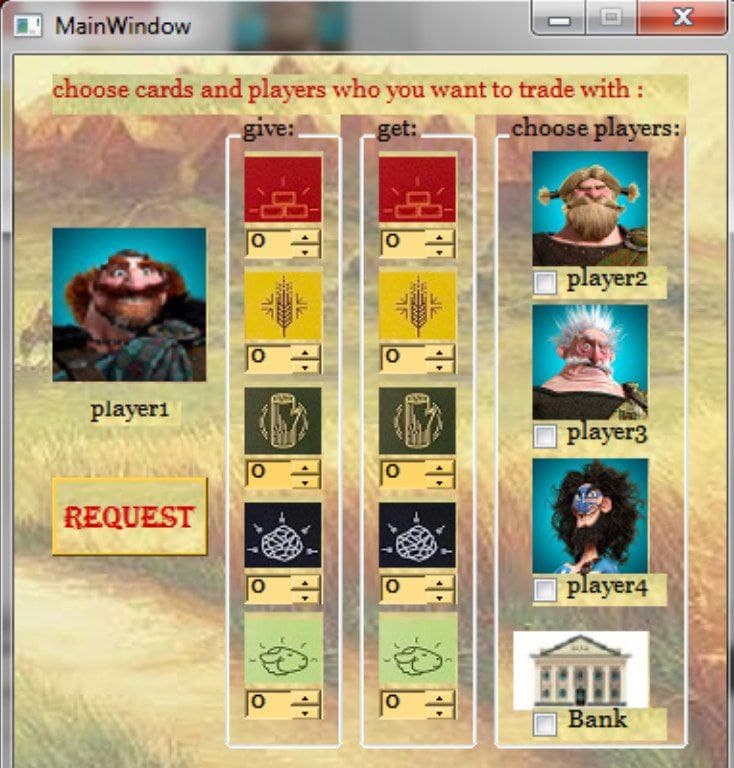 MainWindow
choose cards and players who you want to trade with :
give: get: choose players:
0 0
player2
0 0
player1
player3
0 0
REQUEST
0 0
player4
0 0
Bank